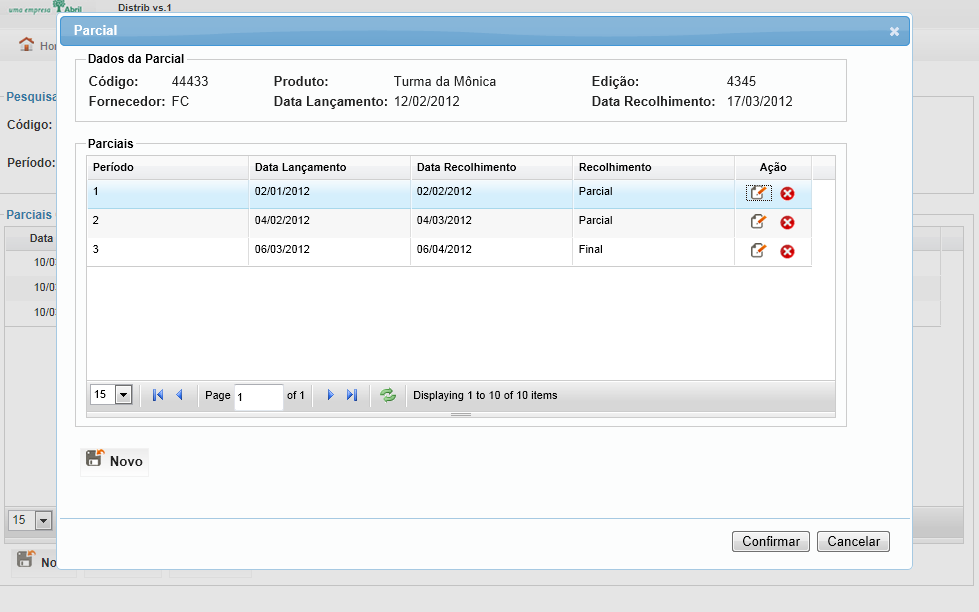 uma empresa Abril
Distrib vs.1
Parcial
Dados da Parcial
Código: 44433 Produto: Turma da Mônica Edição: 4345
Fornecedor: FC Data Lançamento: 12/02/2012 Data Recolhimento: 17/03/2012
Pesquisa
Código:
Período:
Parciais
Período Data Lançamento Data Recolhimento Recolhimento Ação
1 02/01/2012 02/02/2012 Parcial
2 04/02/2012 04/03/2012 Parcial
3 06/03/2012 06/04/2012 Final
Parciais
Data
10/0
10/0
10/0
15 Page 1 of 1 Displaying 1 to 10 of 10 items
Novo
15
Confirmar Cancelar